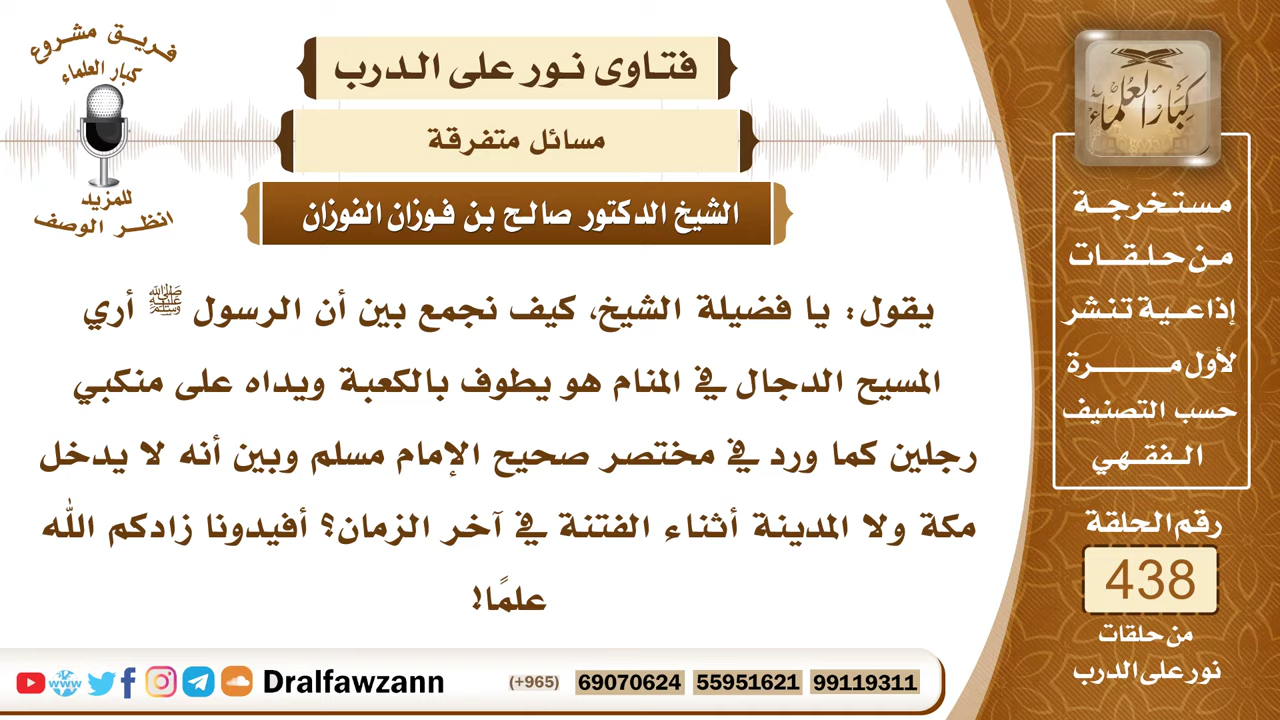 فريق مشروع
كبار العلماء
للمزيد
انظر الوصف
فتاوى نور على الدرب
مسائل متفرقة
الشيخ الدكتور صالح بن فوزان الفوزان
يقول: يا فضيلة الشيخ، كيف نجمع بين أن الرسول ﷺ أري
المسيح الدجال في المنام هو يطوف بالكعبة ويداه على منكبي
رجلين كما ورد في مختصر صحيح الإمام مسلم وبين أنه لا يدخل
مكة ولا المدينة أثناء الفتنة في آخر الزمان؟ أفيدونا زادكم الله
علمًا!
كبار العلماء
مستخرجة
من حلقات
إذاعية تنشر
لأول مرة
حسب التصنيف
الفقهي
رقم الحلقة
438
من حلقات
نور على الدرب
Dralfawzann (+965) 69070624 55951621 99119311